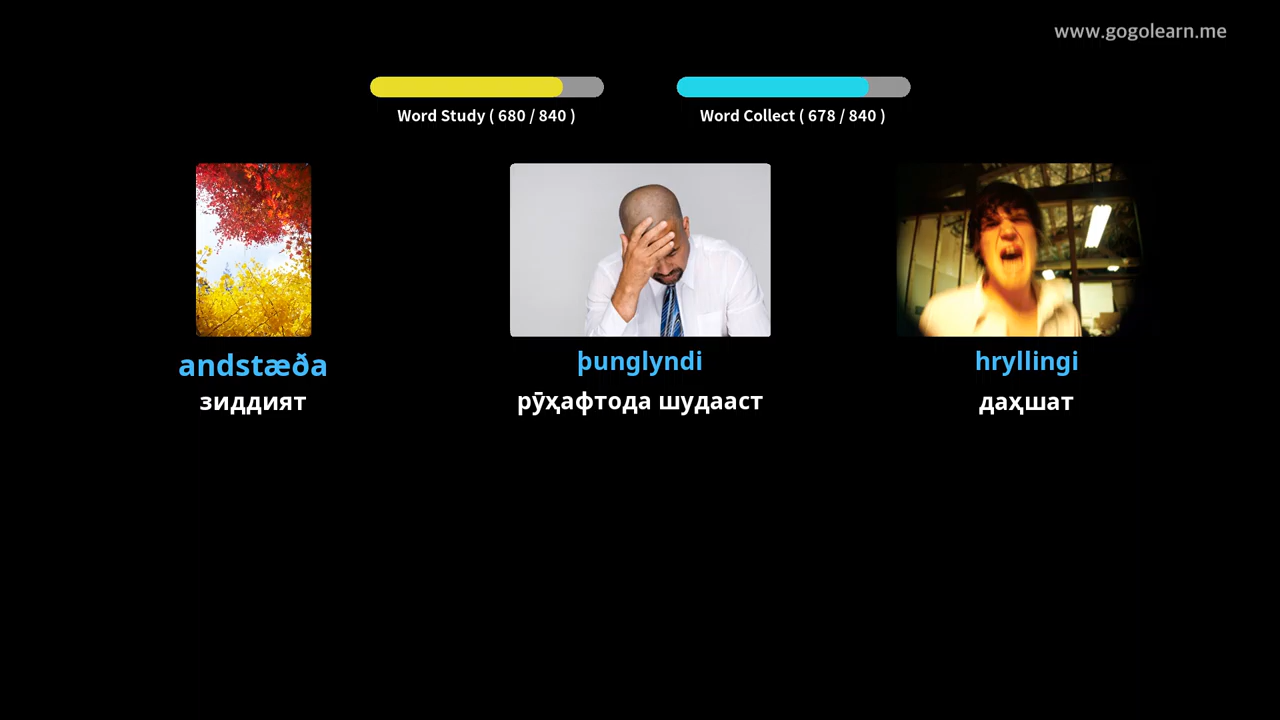 www.gogolearn.me
Word Study ( 680 / 840 )
Word Collect ( 678 / 840 )
andstæða
þunglyndi
hryllingi
зиддият
рӯҳафтода шудааст
даҳшат